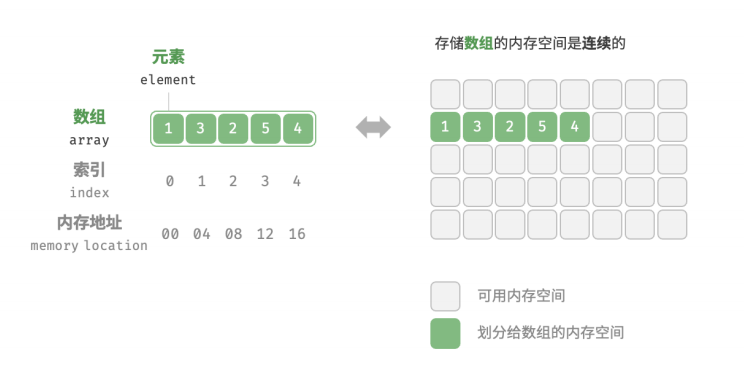 元素
element
数组
array
1 3 2 5 4
索引
index
0 1 2 3 4
内存地址
memory location
00 04 08 12 16
存储数组的内存空间是连续的
1 3 2 5 4
可用内存空间
划分给数组的内存空间